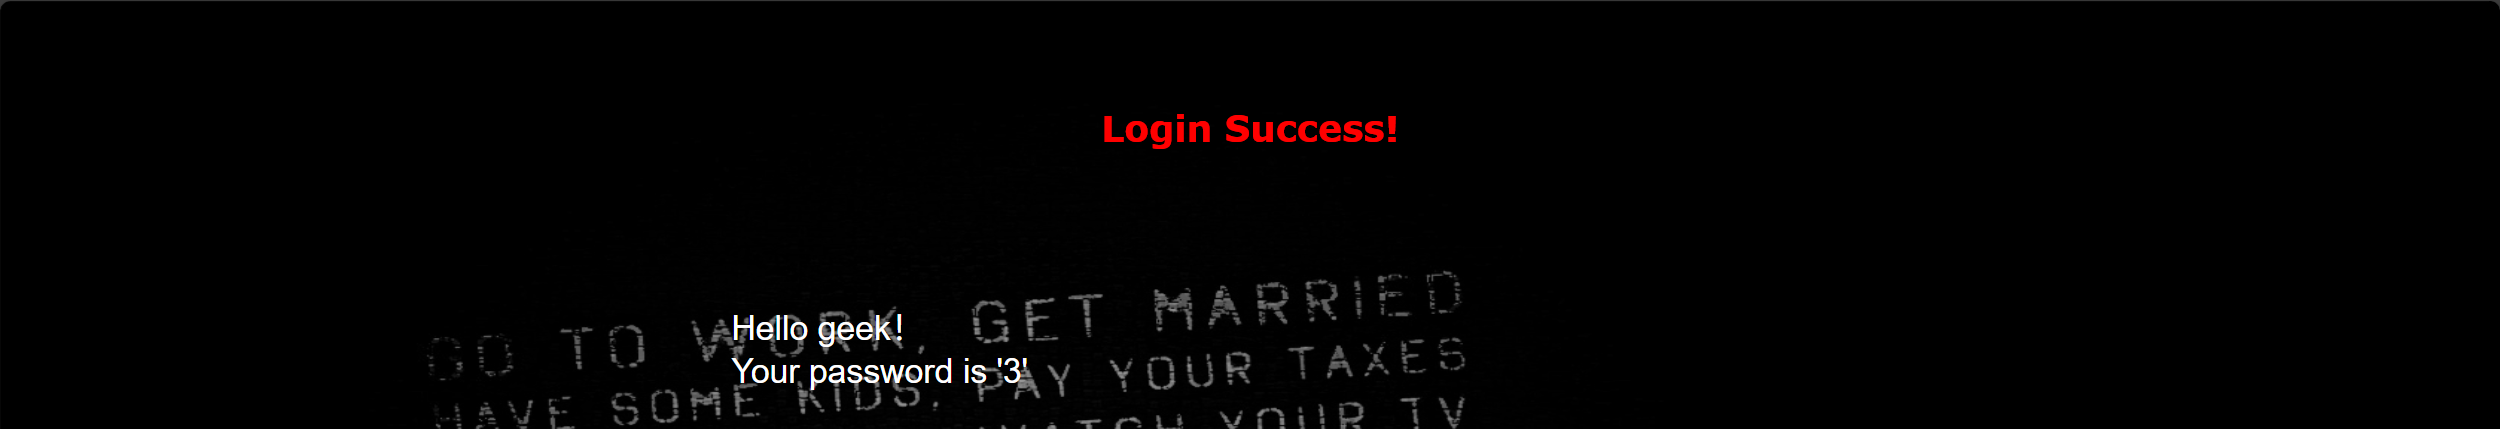 Login Success!
GO TO WORK, GET MARRIED
Hello geek!
Your password is '3'
HAVE SOME KIDS, PAY YOUR TAXES
WATCH YOUR TV